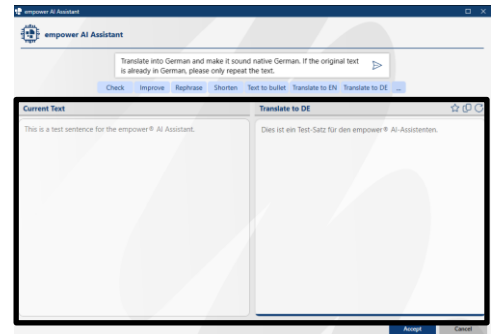 empower AI Assistant
empower AI Assistant
Translate into German and make it sound native German. If the original text
is already in German, please only repeat the text.
Check Improve Rephrase Shorten Text to bullet Translate to EN Translate to DE ...
Current Text
This is a test sentence for the empower® AI Assistant.
Translate to DE
Dies ist ein Test-Satz für den empower® AI-Assistenten.
Accept Cancel